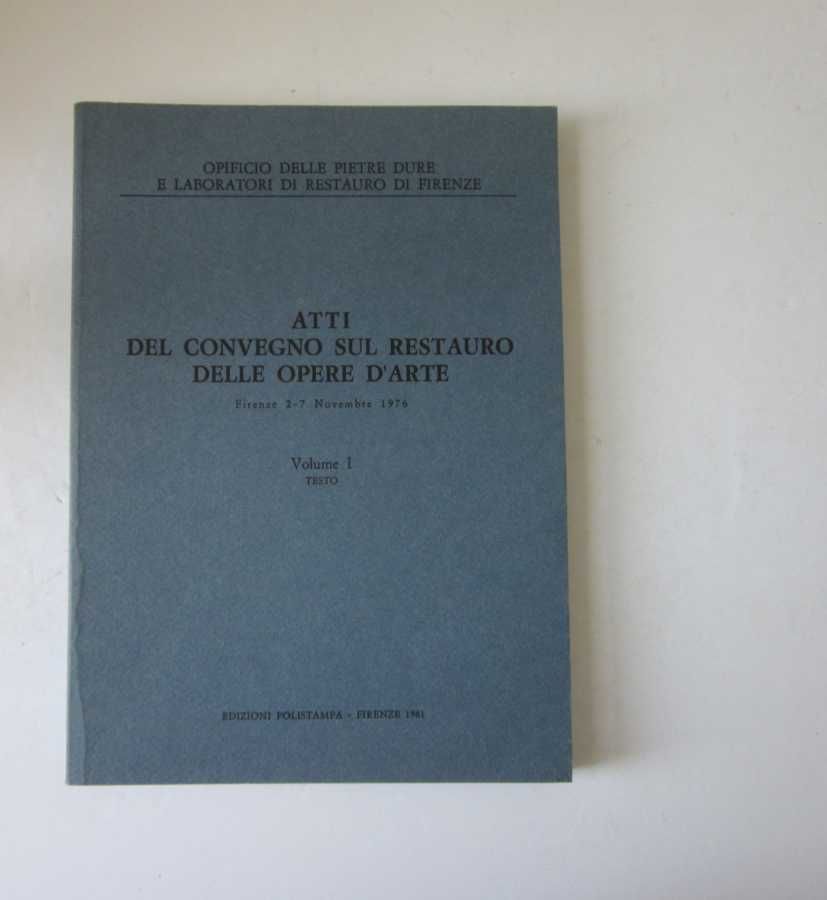 OPIFICIO DELLE PIETRE DURE
E LABORATORI DI RESTAURO DI FIRENZE
ATTI
DEL CONVEGNO SUL RESTAURO
DELLE OPERE D'ARTE
Firenze 2-7 Novembre 1976
Volume I
TESTO
EDIZIONI POLISTAMPA - FIRENZE 1981